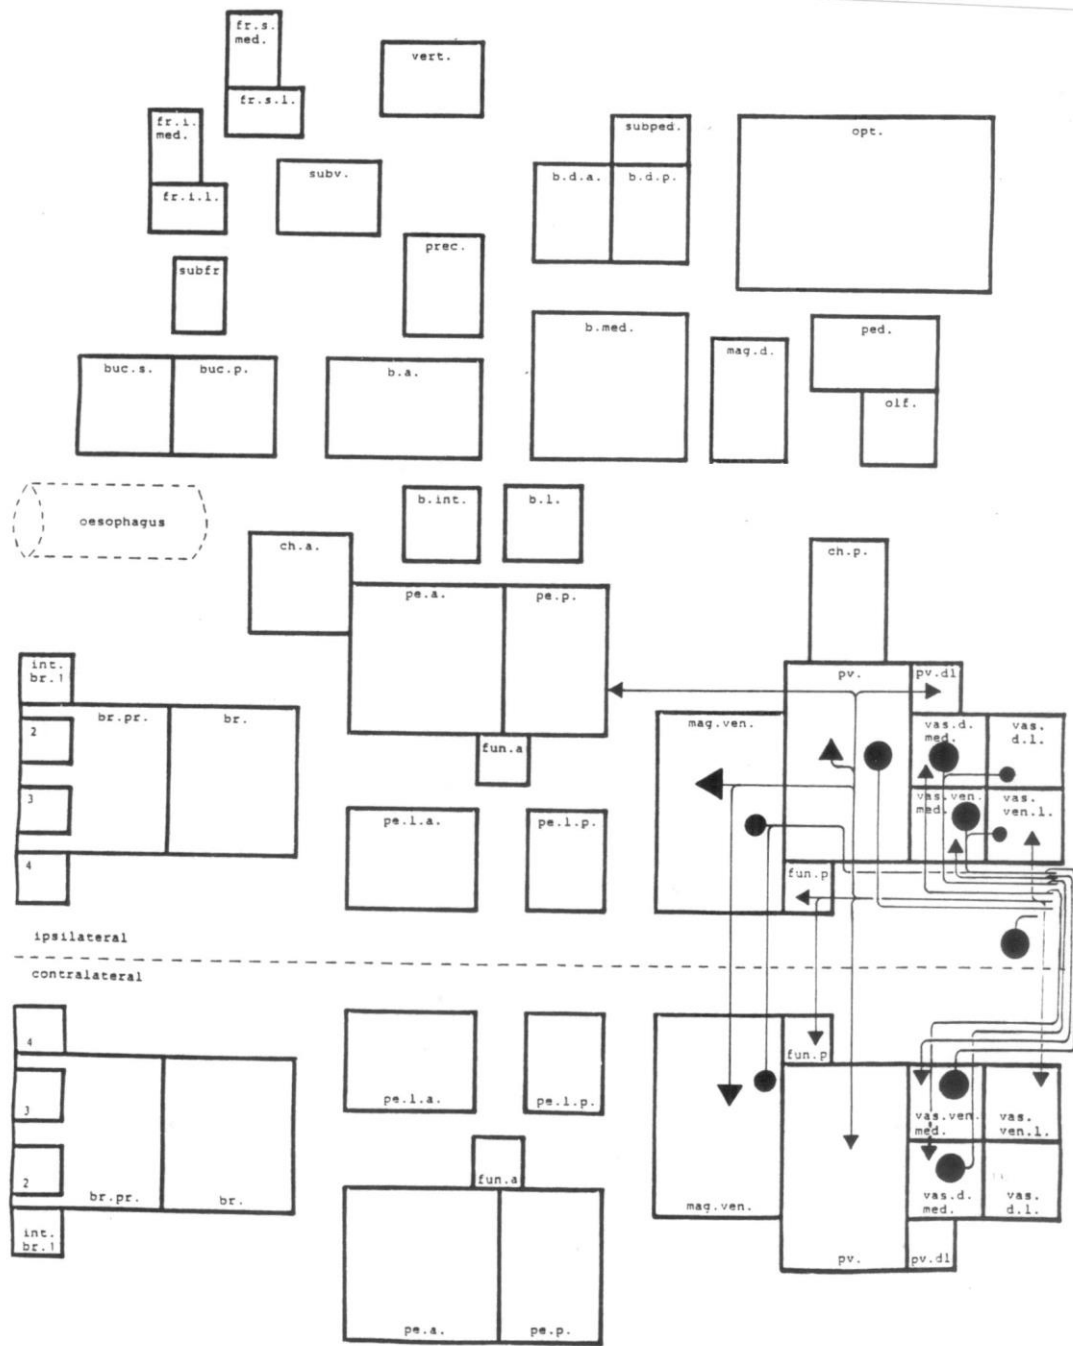 fr.s.
med.
vert.
fr.s.l.
fr.i.
med.
subped.
opt.
subv.
b.d.a.
b.d.p.
fr.i.l.
prec.
subfr
b.med.
ped.
mag.d.
buc.s.
buc.p.
b.a.
olf.
b.int.
b.l.
oesophagus
ch.a.
ch.p.
pe.a.
pe.p.
int.
br.1
pv.
pv.dl
br.pr.
br.
mag.ven.
vas.d.
med.
vas.
d.l.
2
fun.a
3
vas.ven.
med.
vas.
ven.l.
pe.l.a.
pe.l.p.
4
fun.p
ipsilateral
contralateral
4
fun.p
3
pe.l.a.
pe.l.p.
vas.ven.
med.
vas.
ven.l.
2
fun.a
br.pr.
br.
mag.ven.
vas.d.
med.
vas.
d.l.
int.
br.1
pv.
pv.dl
pe.a.
pe.p.